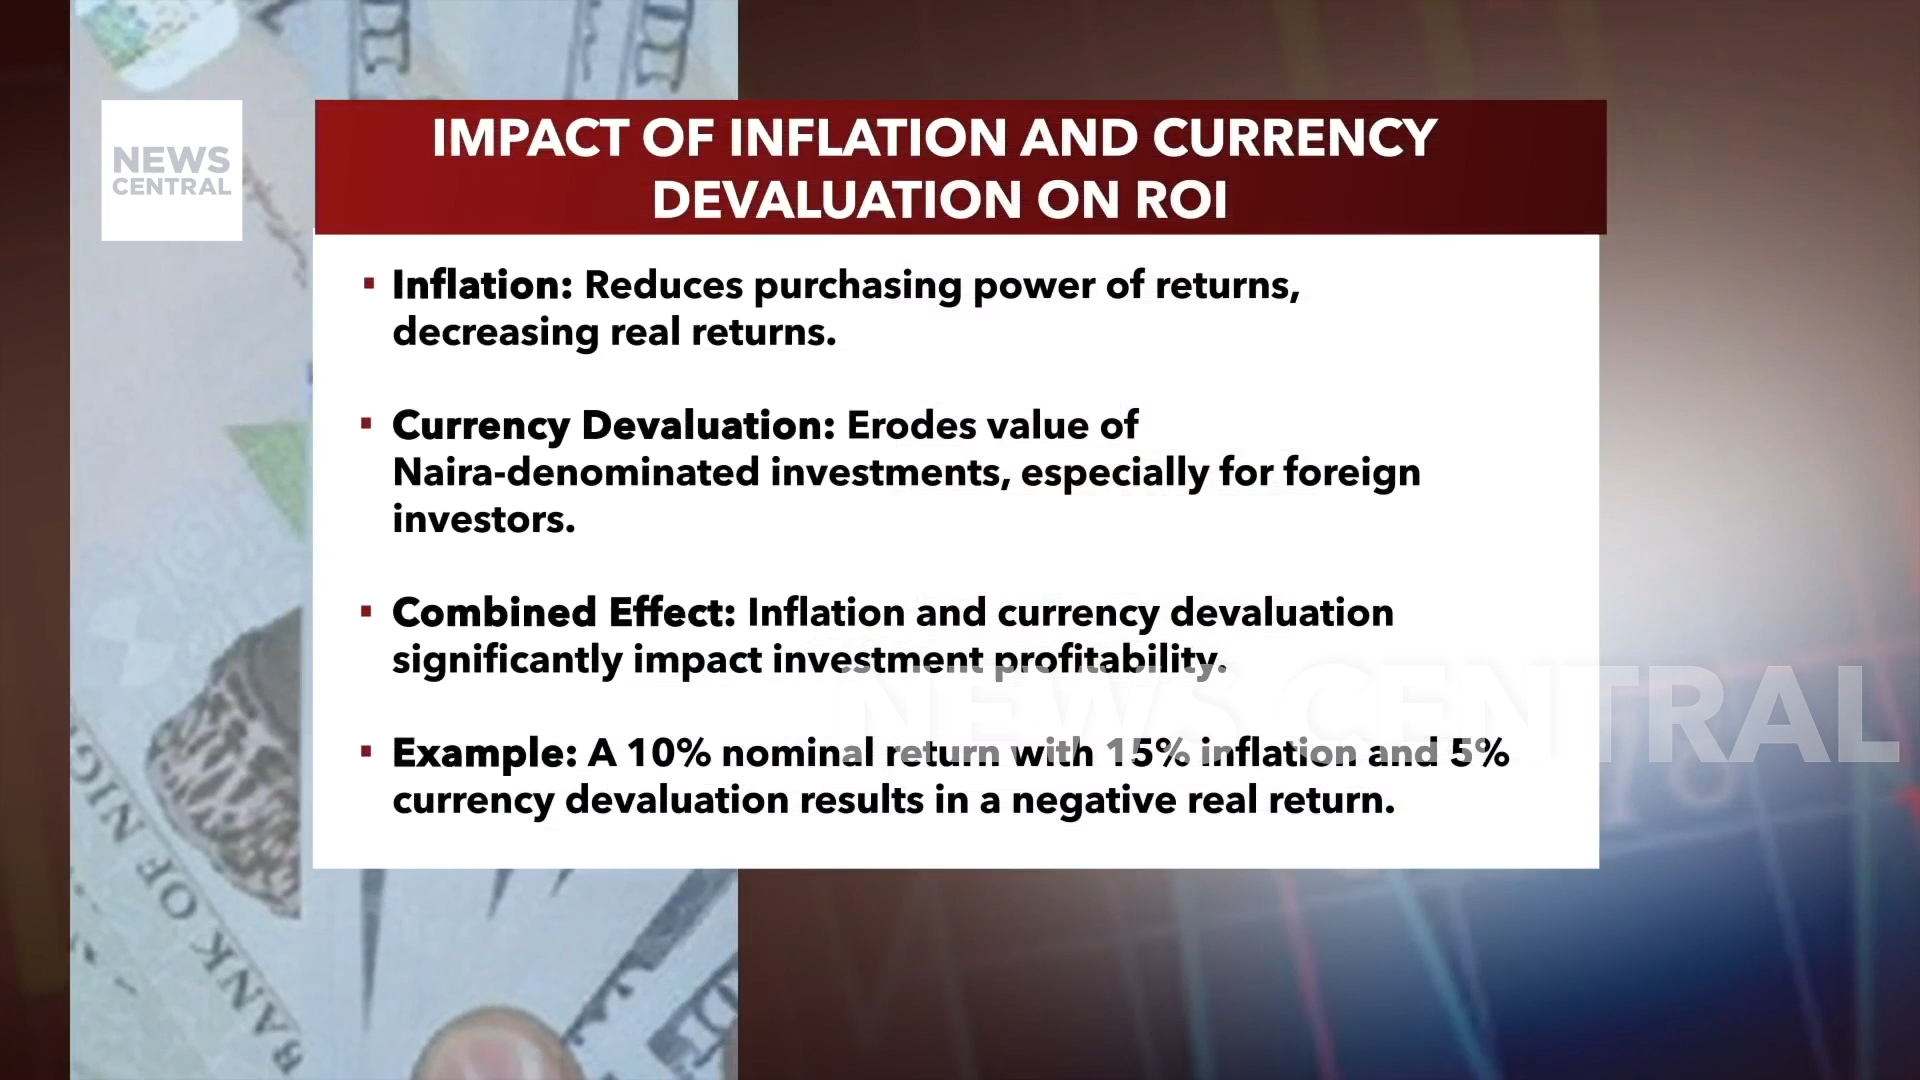 NEWS
CENTRAL
IMPACT OF INFLATION AND CURRENCY
DEVALUATION ON ROI
▪ Inflation: Reduces purchasing power of returns,
decreasing real returns.
▪ Currency Devaluation: Erodes value of
Naira-denominated investments, especially for foreign
investors.
▪ Combined Effect: Inflation and currency devaluation
significantly impact investment profitability.
▪ Example: A 10% nominal return with 15% inflation and 5%
currency devaluation results in a negative real return.
NEWS CENTRAL
BANK OF NIG